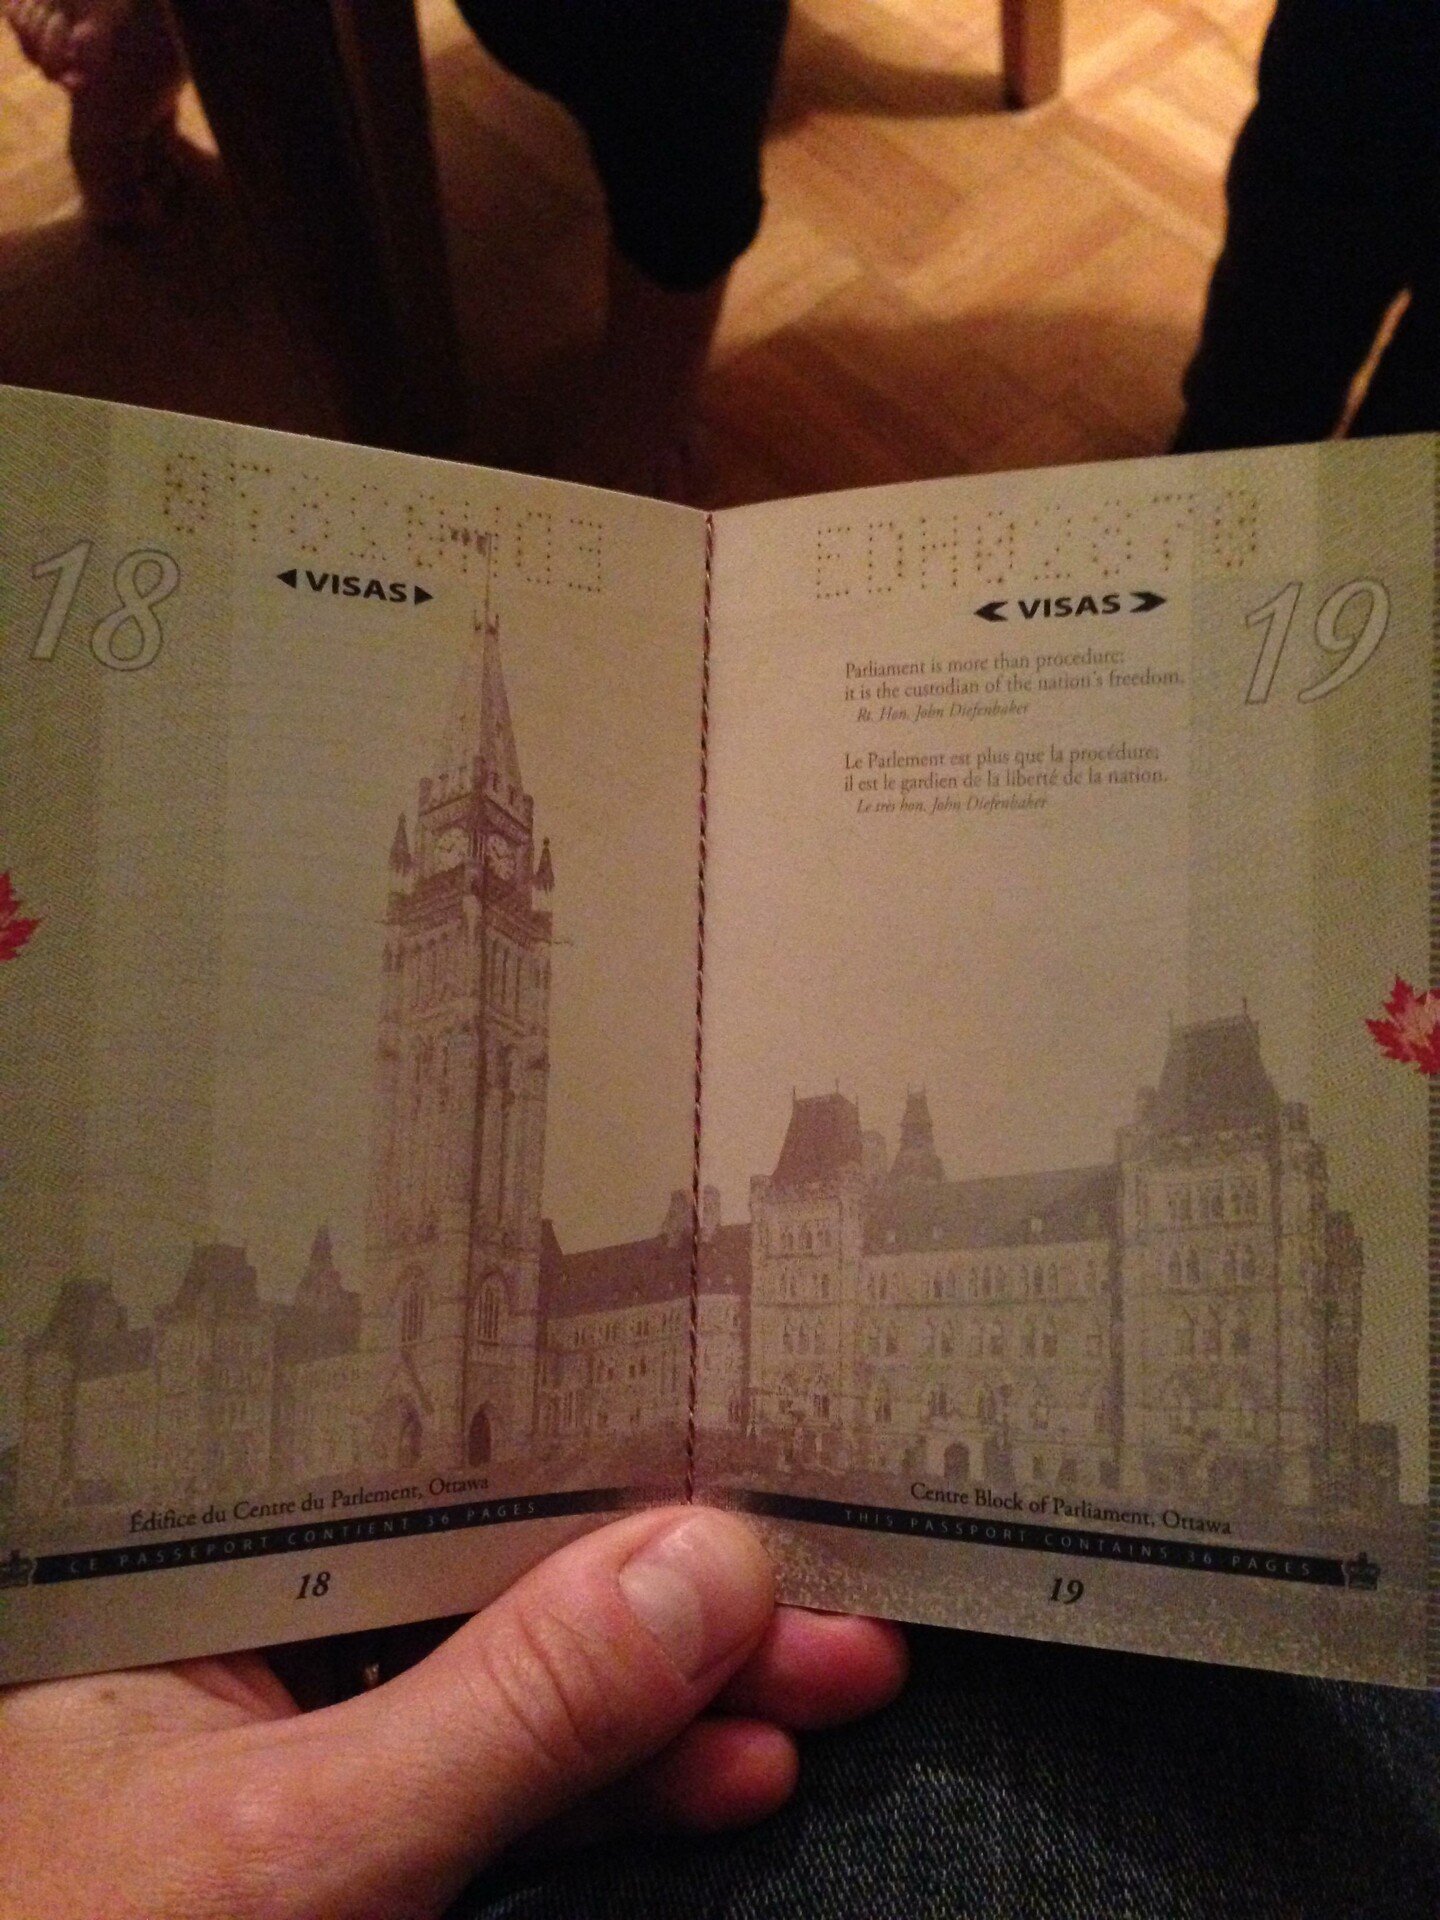 18
◀ VISAS ▶
Édifice du Centre du Parlement, Ottawa
CE PASSEPORT CONTIENT 36 PAGES
18
VISAS
19
Parliament is more than procedure;
it is the custodian of the nation's freedom.
Rt. Hon. John Diefenbaker
Le Parlement est plus que la procédure;
il est le gardien de la liberté de la nation.
Le très hon. John Diefenbaker
Centre Block of Parliament, Ottawa
THIS PASSPORT CONTAINS 36 PAGES
19